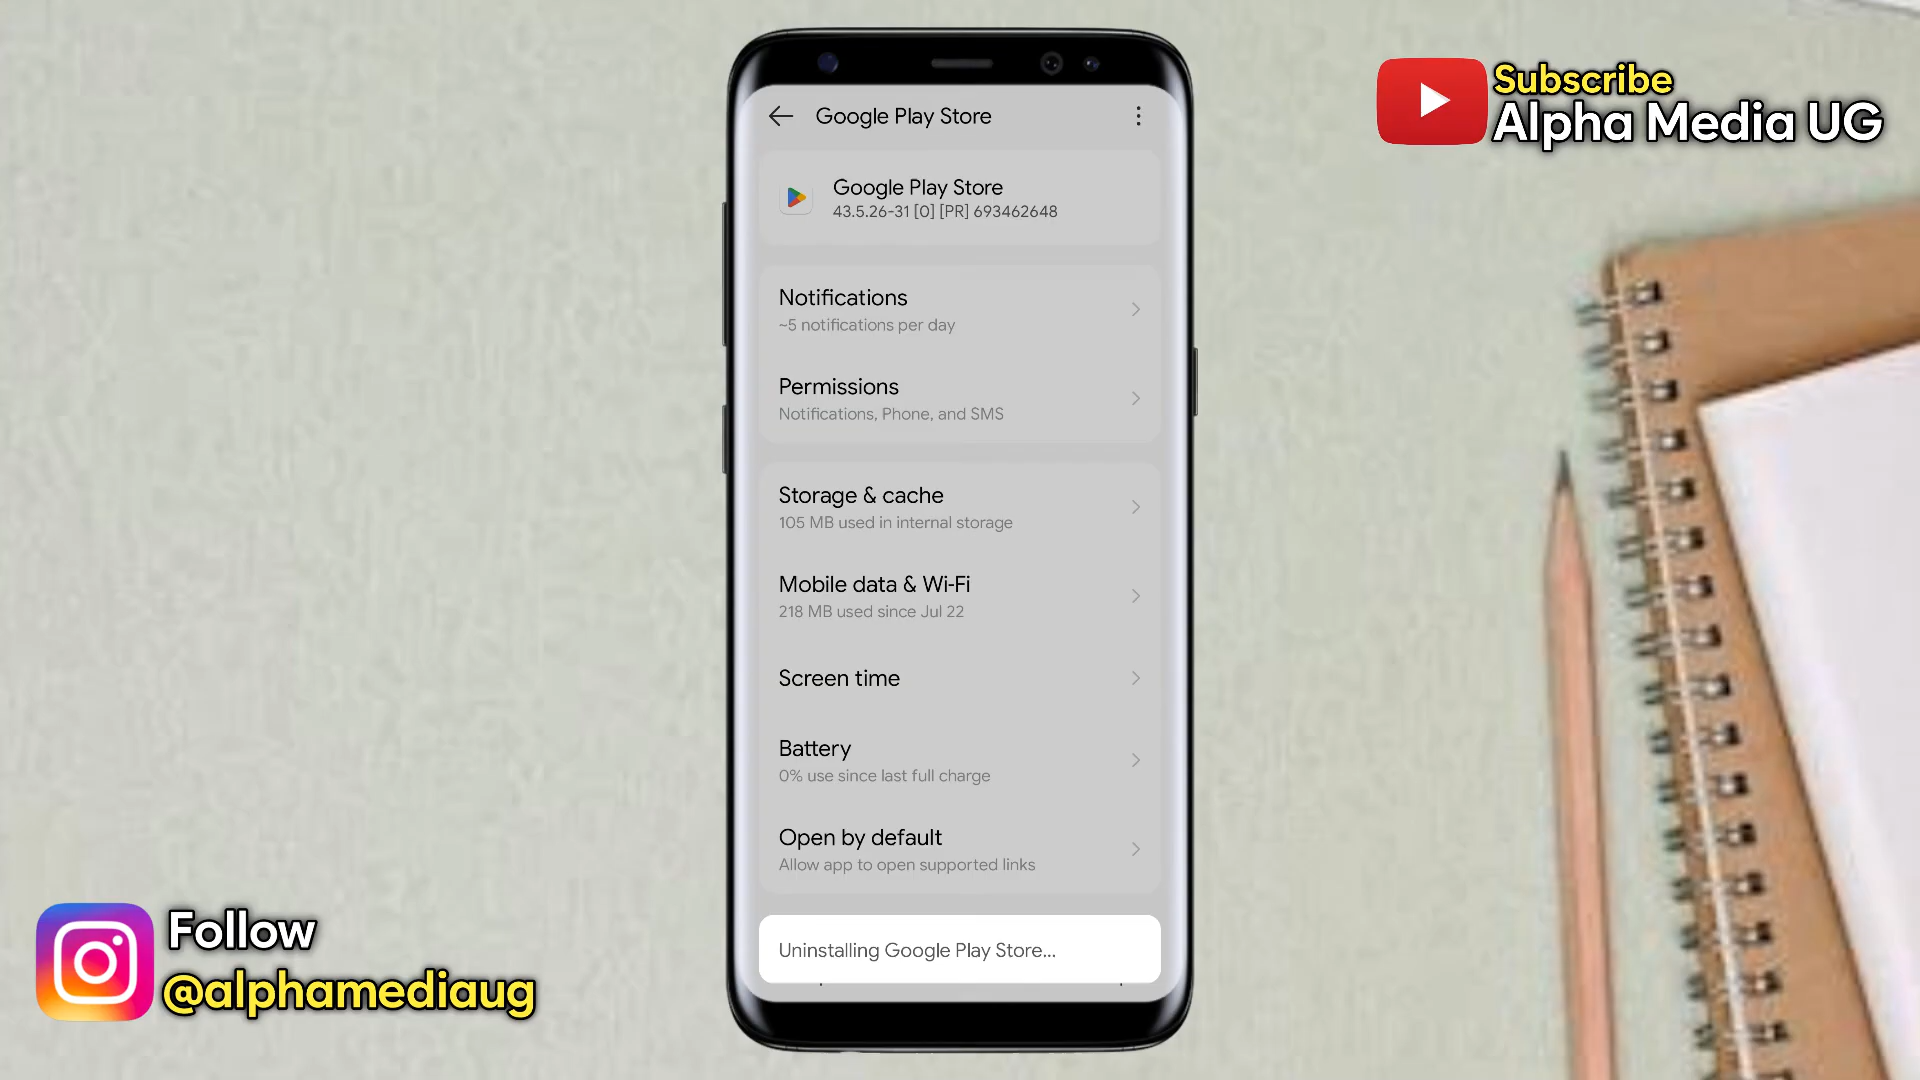 Google Play Store
Google Play Store
43.5.26-31 [0] [PR] 693462648
Notifications
~5 notifications per day
Permissions
Notifications, Phone, and SMS
Storage & cache
105 MB used in internal storage
Mobile data & Wi-Fi
218 MB used since Jul 22
Screen time
Battery
0% use since last full charge
Open by default
Allow app to open supported links
Uninstalling Google Play Store...
Subscribe
Alpha Media UG
Follow
@alphamediaug